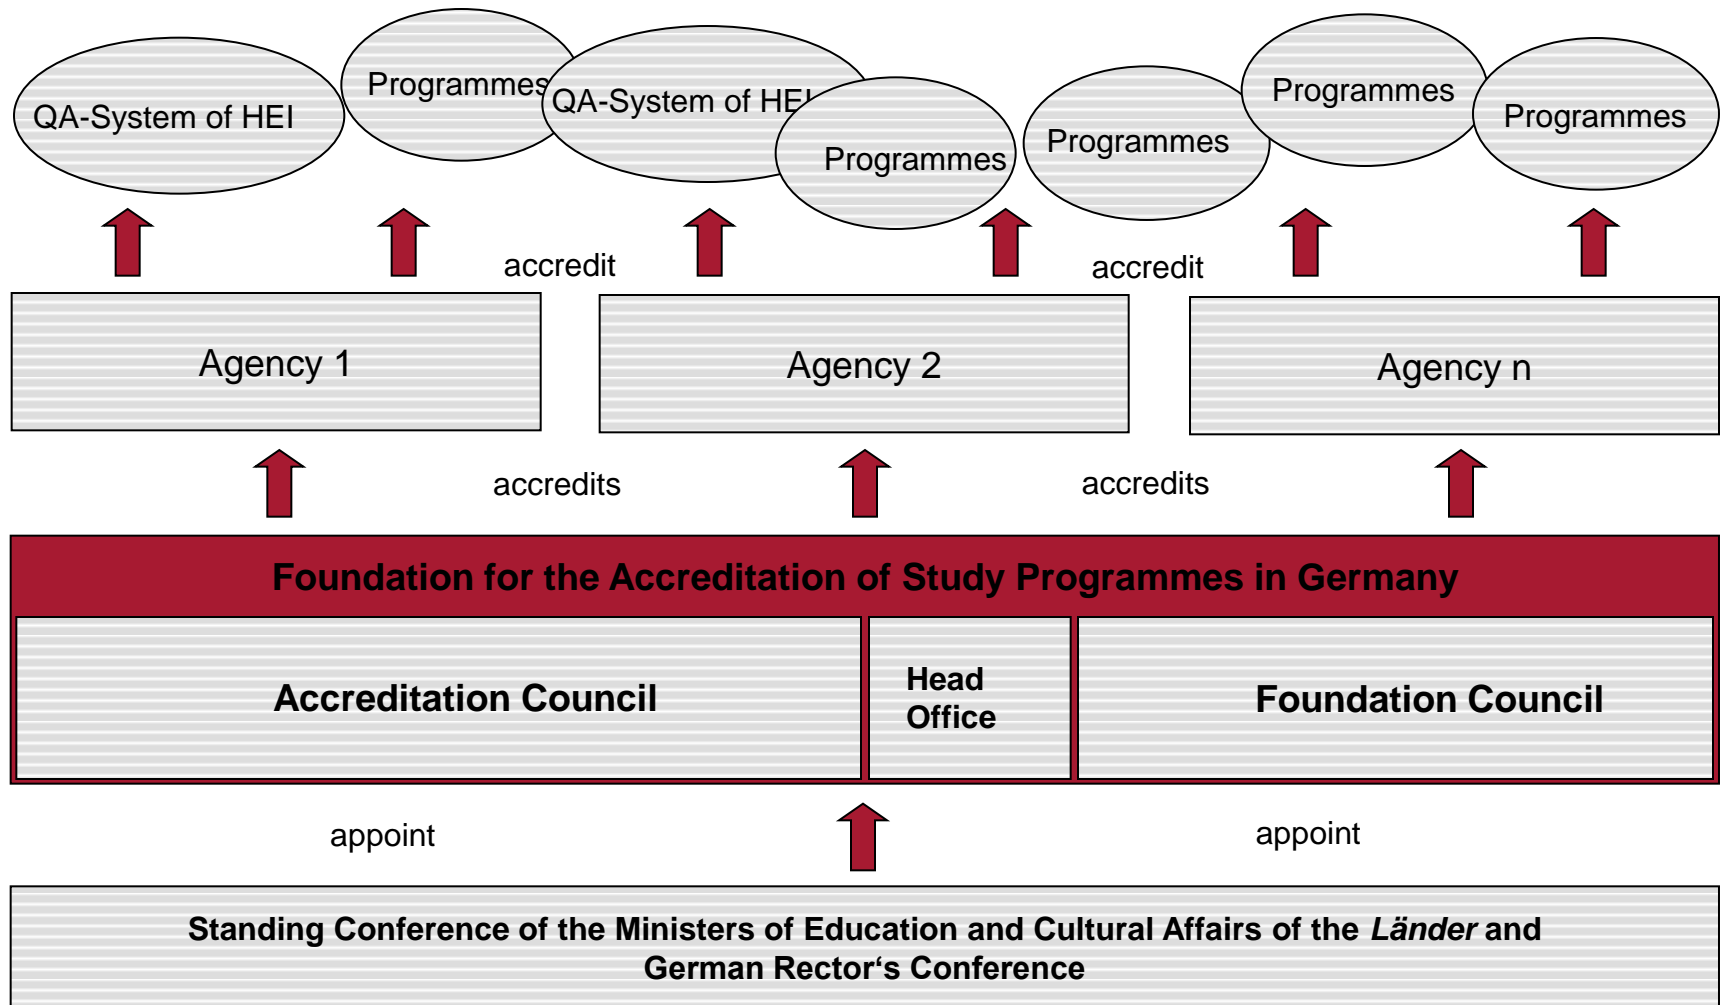 QA-System of HEI
Programmes
QA-System of HEI
Programmes
Programmes
Programmes
Programmes
accredit
accredit
Agency 1
Agency 2
Agency n
accredits
accredits
Foundation for the Accreditation of Study Programmes in Germany
Accreditation Council
Head
Office
Foundation Council
appoint
appoint
Standing Conference of the Ministers of Education and Cultural Affairs of the Länder and
German Rector‘s Conference